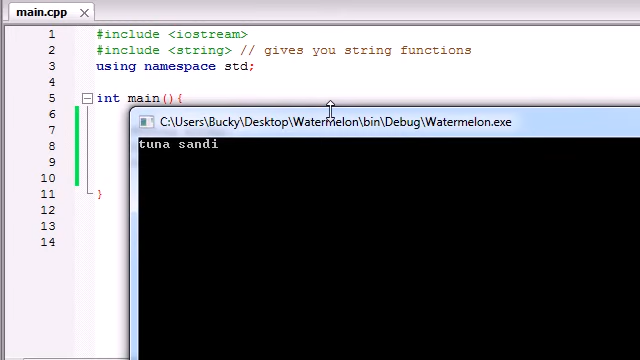 main.cpp
1 #include <iostream>
2 #include <string> // gives you string functions
3 using namespace std;
4
5 int main(){
6
7
8
9
10
11 }
12
13
14
C:\Users\Bucky\Desktop\Watermelon\bin\Debug\Watermelon.exe
tuna sandi